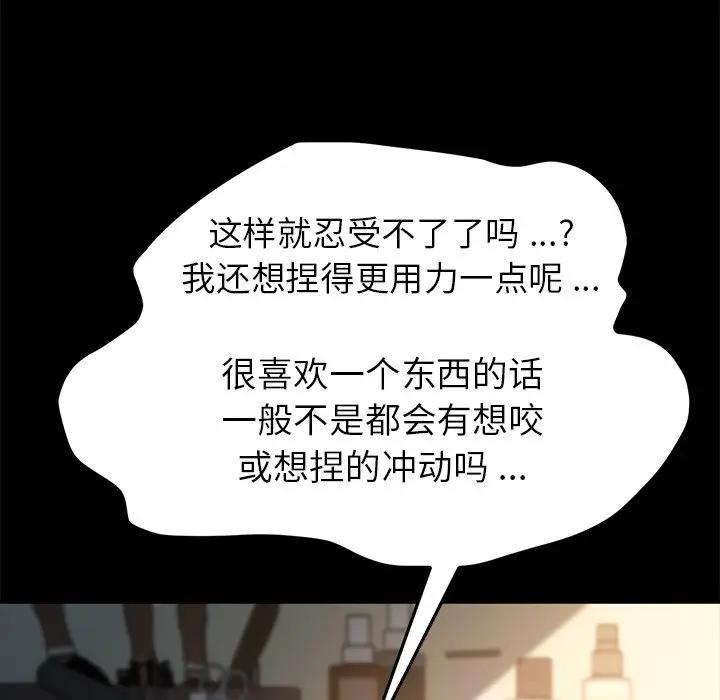 这样就忍受不了了吗...?
我还想捏得更用力一点呢...
很喜欢一个东西的话
一般不是都会有想咬
或想捏的冲动吗...